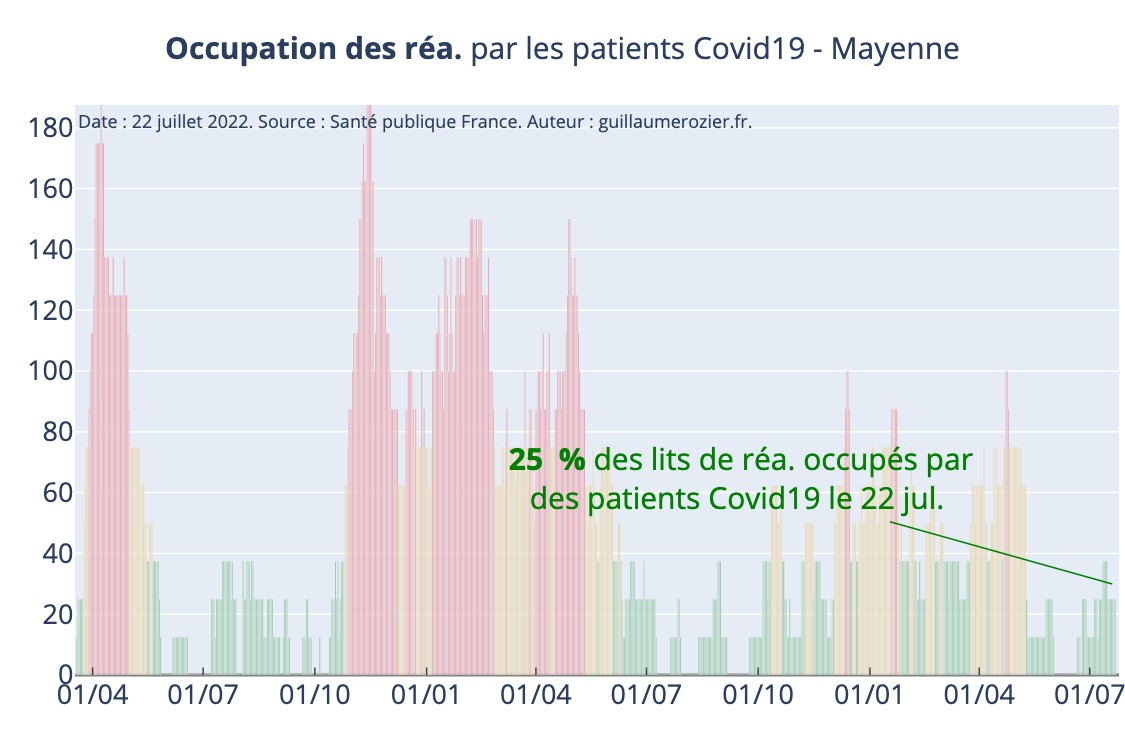 Occupation des réa. par les patients Covid19 - Mayenne
180
Date : 22 juillet 2022. Source : Santé publique France. Auteur : guillaumerozier.fr.
160
140
120
100
80
60
40
20
0
25 % des lits de réa. occupés par
des patients Covid19 le 22 jul.
01/04 01/07 01/10 01/01 01/04 01/07 01/10 01/01 01/04 01/07